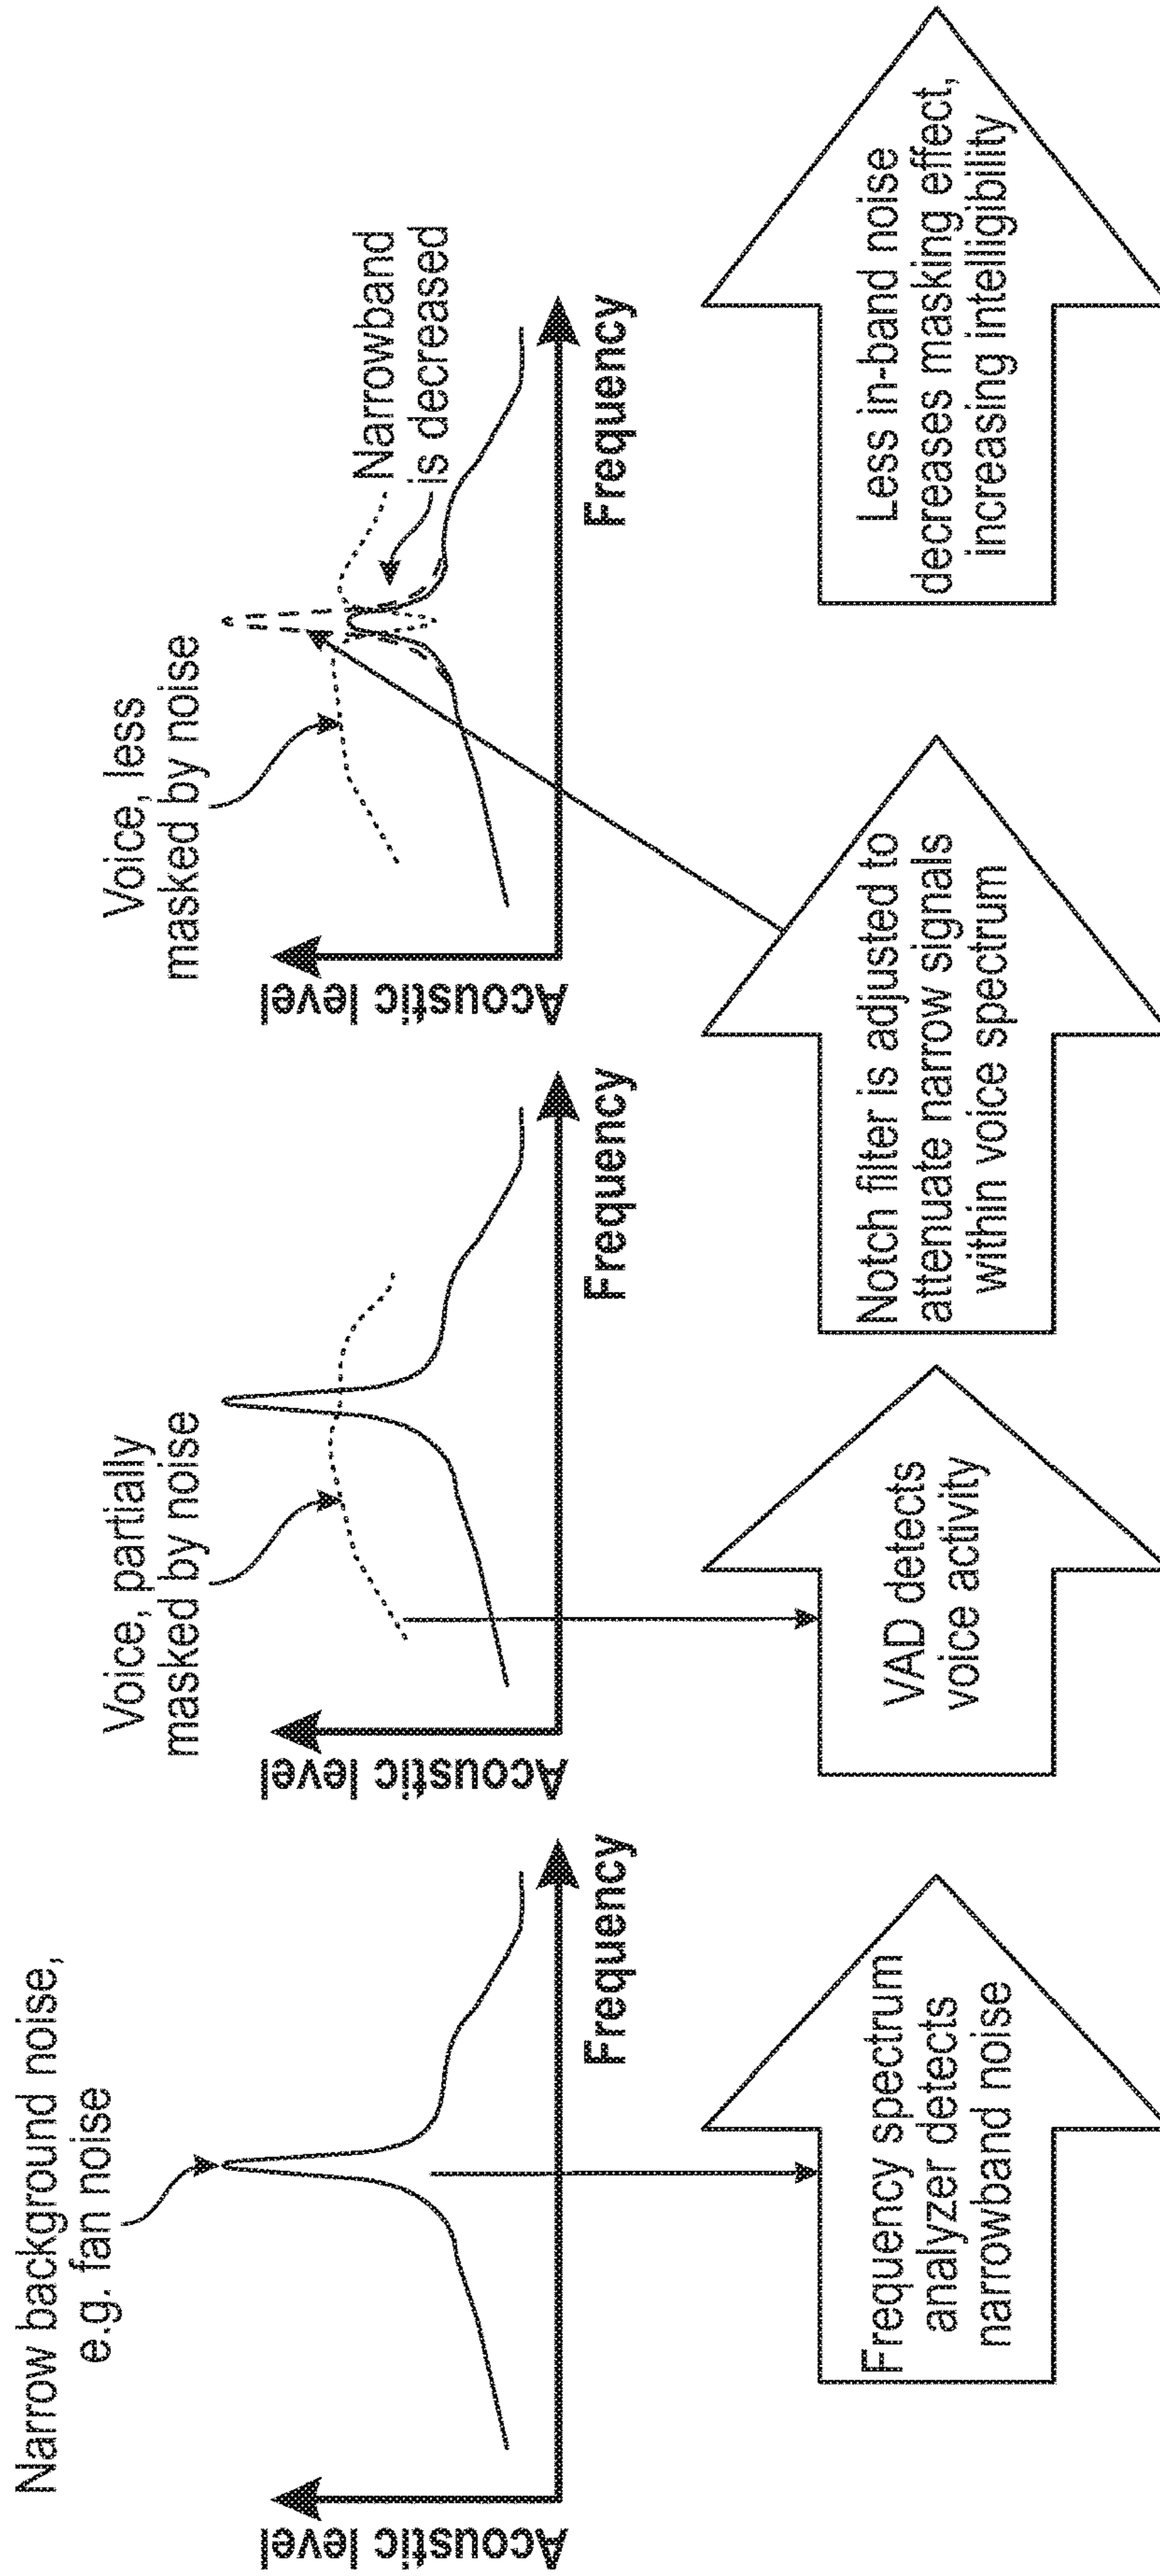 Narrow background noise,
e.g. fan noise
Acoustic level
Frequency
Voice, partially
masked by noise
Acoustic level
Frequency
Voice, less
masked by noise
Narrowband
is decreased
Acoustic level
Frequency
Frequency spectrum
analyzer detects
narrowband noise
VAD detects
voice activity
Notch filter is adjusted to
attenuate narrow signals
within voice spectrum
Less in-band noise
decreases masking effect,
increasing intelligibility